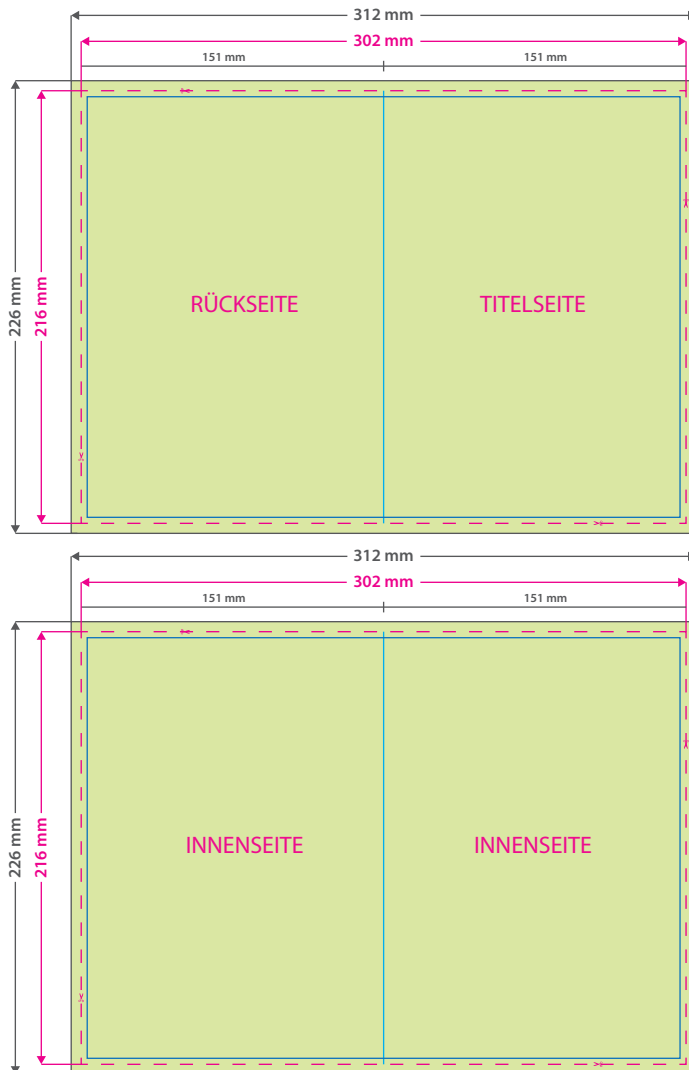 312 mm
302 mm
151 mm 151 mm
226 mm
216 mm
RÜCKSEITE TITELSEITE
312 mm
302 mm
151 mm 151 mm
226 mm
216 mm
INNENSEITE INNENSEITE